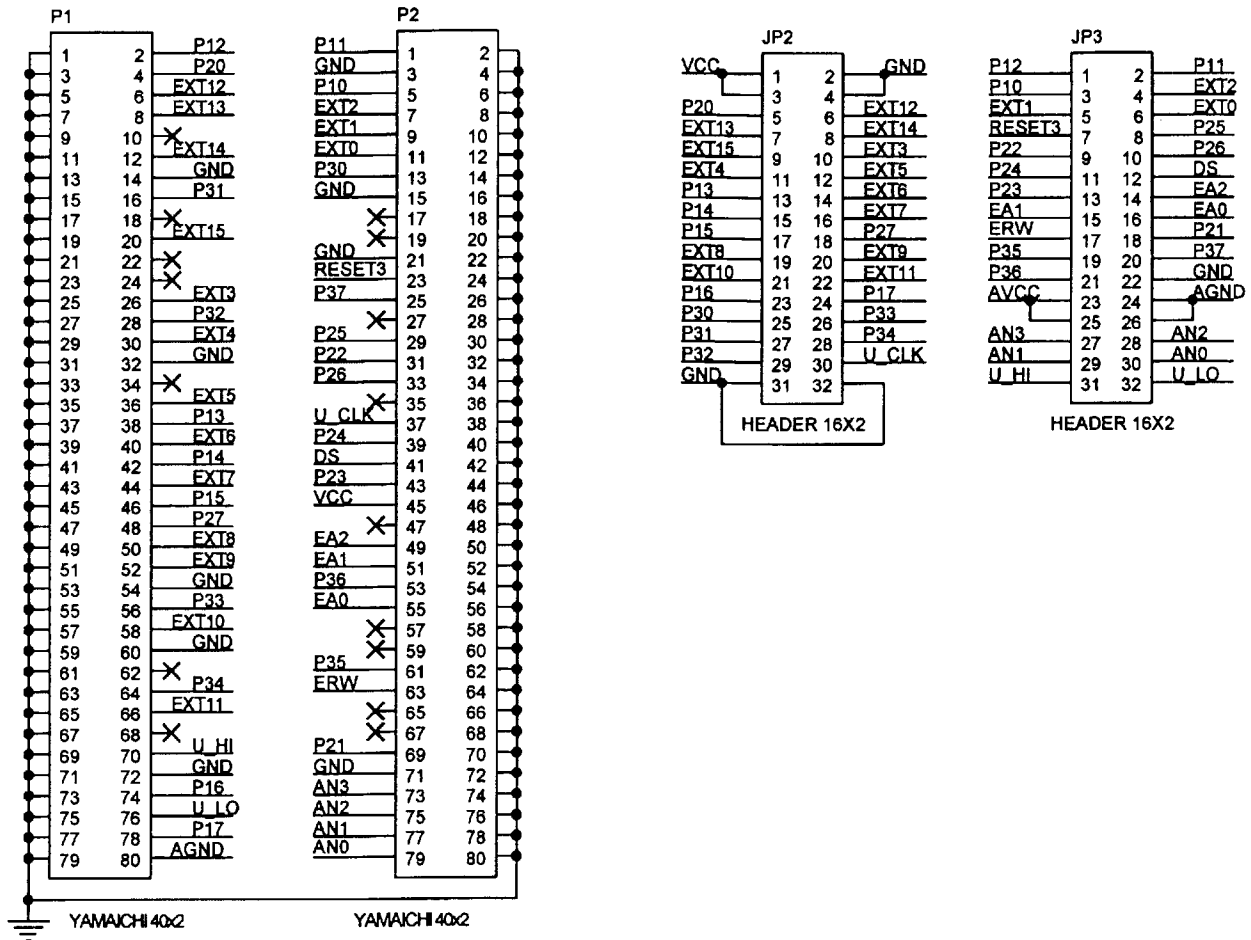 P1
1 2 P12
3 4 P20
5 6 EXT12
7 8 EXT13
9 10
11 12 EXT14
13 14 GND
15 16 P31
17 18
19 20 EXT15
21 22
23 24
25 26 EXT3
27 28 P32
29 30 EXT4
31 32 GND
33 34
35 36 EXT5
37 38 P13
39 40 EXT6
41 42 P14
43 44 EXT7
45 46 P15
47 48 P27
49 50 EXT8
51 52 EXT9
53 54 GND
55 56 P33
57 58 EXT10
59 60 GND
61 62
63 64 P34
65 66 EXT11
67 68
69 70 U_HI
71 72 GND
73 74 P16
75 76 U_LO
77 78 P17
79 80 AGND
YAMAICHI 40x2
P2
P11 1 2
GND 3 4
P10 5 6
EXT2 7 8
EXT1 9 10
EXT0 11 12
P30 13 14
GND 15 16
17 18
19 20
GND 21 22
RESET3 23 24
P37 25 26
27 28
P25 29 30
P22 31 32
P26 33 34
35 36
U_CLK 37 38
P24 39 40
DS 41 42
P23 43 44
VCC 45 46
47 48
EA2 49 50
EA1 51 52
P36 53 54
EA0 55 56
57 58
59 60
P35 61 62
ERW 63 64
65 66
67 68
P21 69 70
GND 71 72
AN3 73 74
AN2 75 76
AN1 77 78
AN0 79 80
YAMAICHI 40x2
JP2
VCC 1 2 GND
3 4
P20 5 6 EXT12
EXT13 7 8 EXT14
EXT15 9 10 EXT3
EXT4 11 12 EXT5
P13 13 14 EXT6
P14 15 16 EXT7
P15 17 18 P27
EXT8 19 20 EXT9
EXT10 21 22 EXT11
P16 23 24 P17
P30 25 26 P33
P31 27 28 P34
P32 29 30 U_CLK
GND 31 32
HEADER 16X2
JP3
P12 1 2 P11
P10 3 4 EXT2
EXT1 5 6 EXT0
RESET3 7 8 P25
P22 9 10 P26
P24 11 12 DS
P23 13 14 EA2
EA1 15 16 EA0
ERW 17 18 P21
P35 19 20 P37
P36 21 22 GND
AVCC 23 24 AGND
25 26
AN3 27 28 AN2
AN1 29 30 AN0
U_HI 31 32 U_LO
HEADER 16X2